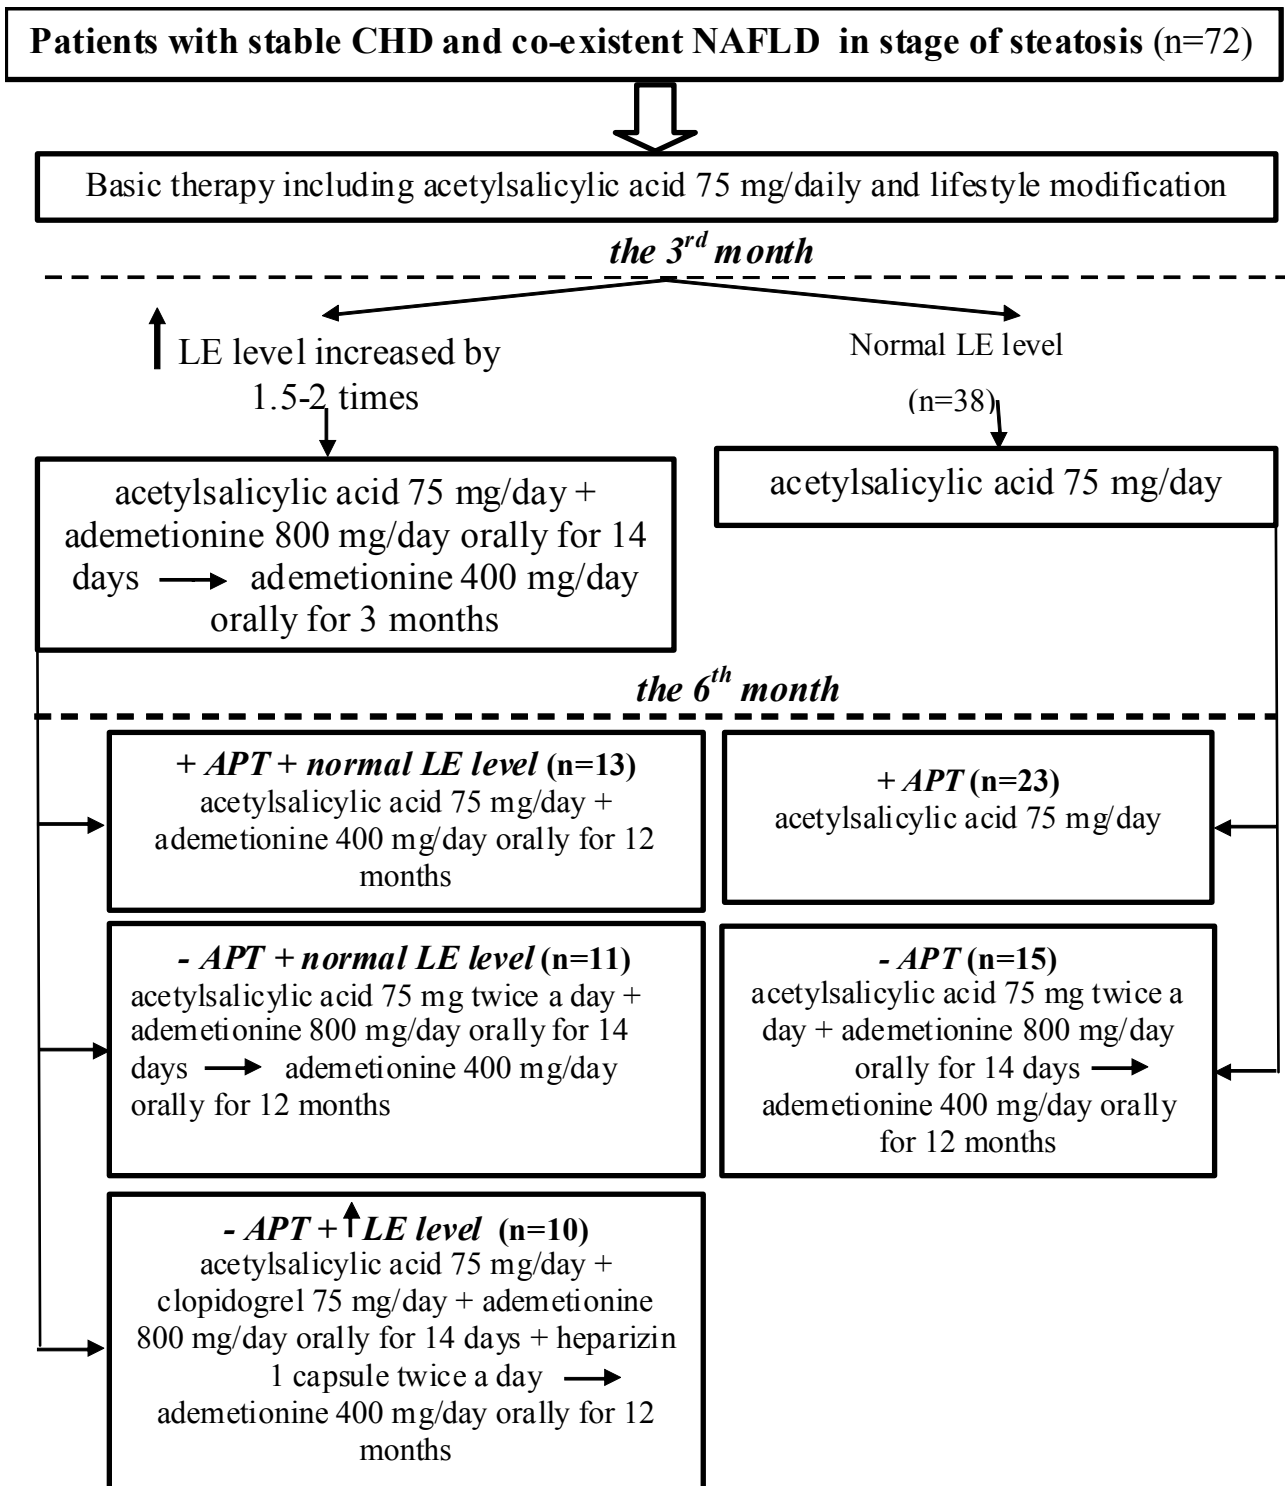 Patients with stable CHD and co-existent NAFLD in stage of steatosis (n=72)
Basic therapy including acetylsalicylic acid 75 mg/daily and lifestyle modification
the 3rd month
LE level increased by
1.5-2 times
Normal LE level
(n=38)
acetylsalicylic acid 75 mg/day +
ademetionine 800 mg/day orally for 14
days → ademetionine 400 mg/day
orally for 3 months
acetylsalicylic acid 75 mg/day
the 6th month
+ APT + normal LE level (n=13)
acetylsalicylic acid 75 mg/day +
ademetionine 400 mg/day orally for 12
months
+ APT (n=23)
acetylsalicylic acid 75 mg/day
- APT + normal LE level (n=11)
acetylsalicylic acid 75 mg twice a day +
ademetionine 800 mg/day orally for 14
days → ademetionine 400 mg/day
orally for 12 months
- APT (n=15)
acetylsalicylic acid 75 mg twice a
day + ademetionine 800 mg/day
orally for 14 days →
ademetionine 400 mg/day orally
for 12 months
- APT + ↑ LE level (n=10)
acetylsalicylic acid 75 mg/day +
clopidogrel 75 mg/day + ademetionine
800 mg/day orally for 14 days + heparizin
1 capsule twice a day →
ademetionine 400 mg/day orally for 12
months